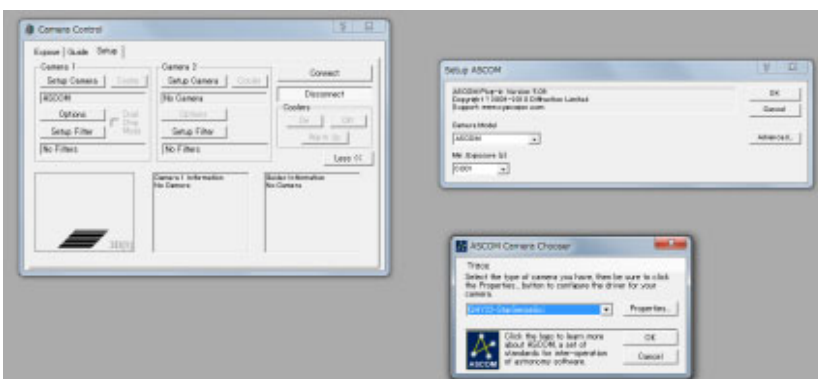 Camera Control
Expose | Guide Setup
Camera 1
Setup Camera
ASCOM
Options
Setup Filter
No Filters
Camera 2
Setup Camera
No Camera
Options
Setup Filter
No Filters
Connect
Disconnect
Coolers
On Off
Less <<
Camera 1 Information
No Camera
Guider Information
No Camera
Setup ASCOM
OK
Cancel
Advanced...
Camera Model
ASCOM
Min. Exposure (s)
0.001
ASCOM Camera Chooser
Trace
Select the type of camera you have, then be sure to click
the Properties... button to configure the driver for your
camera.
Properties...
Click the logo to learn more
about ASCOM, a set of
standards for inter-operation
of astronomy software.
ASCOM
OK
Cancel